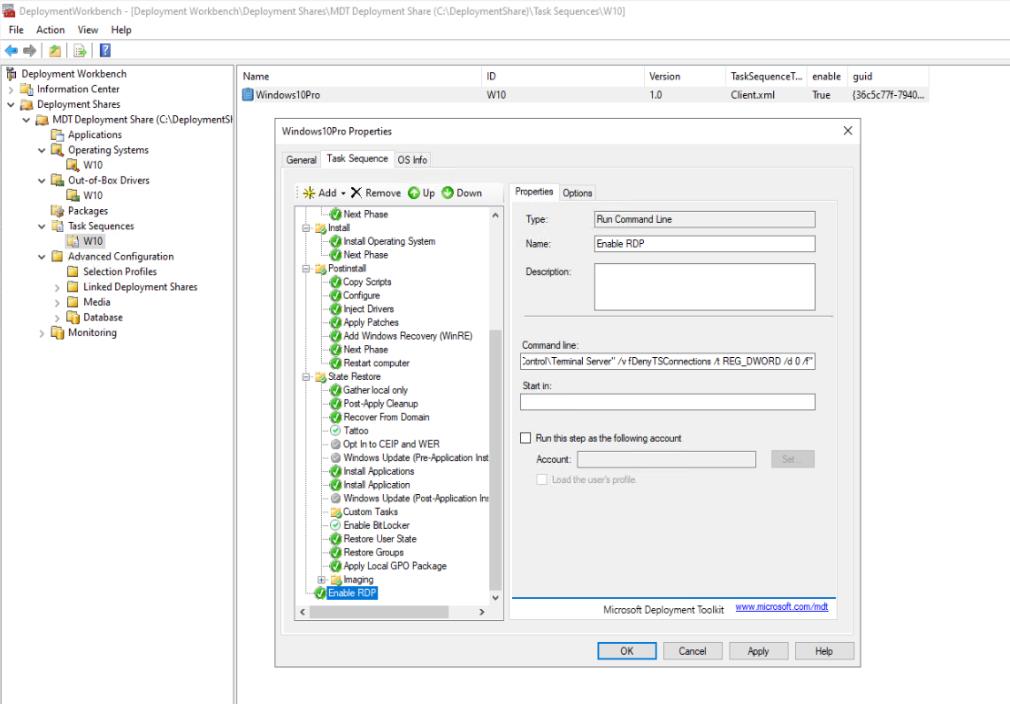 DeploymentWorkbench - [Deployment Workbench\Deployment Shares\MDT Deployment Share (C:\DeploymentShare)\Task Sequences\W10]
File Action View Help
Deployment Workbench
Information Center
Deployment Shares
MDT Deployment Share (C:\DeploymentSh
Applications
Operating Systems
W10
Out-of-Box Drivers
W10
Packages
Task Sequences
W10
Advanced Configuration
Selection Profiles
Linked Deployment Shares
Media
Database
Monitoring
Name ID Version TaskSequenceT... enable guid
Windows10Pro W10 1.0 Client.xml True {36c5c77f-7940...
Windows10Pro Properties
General Task Sequence OS Info
Add Remove Up Down
Next Phase
Install
Install Operating System
Next Phase
Postinstall
Copy Scripts
Configure
Inject Drivers
Apply Patches
Add Windows Recovery (WinRE)
Next Phase
Restart computer
State Restore
Gather local only
Post-Apply Cleanup
Recover From Domain
Tattoo
Opt In to CEIP and WER
Windows Update (Pre-Application Inst
Install Applications
Install Application
Windows Update (Post-Application Ins
Custom Tasks
Enable BitLocker
Restore User State
Restore Groups
Apply Local GPO Package
Imaging
Enable RDP
Properties Options
Type: Run Command Line
Name: Enable RDP
Description:
Command line:
Control\Terminal Server" /v fDenyTSConnections /t REG_DWORD /d 0 /f"
Start in:
Run this step as the following account
Account: Set...
Load the user's profile.
Microsoft Deployment Toolkit www.microsoft.com/mdt
OK Cancel Apply Help